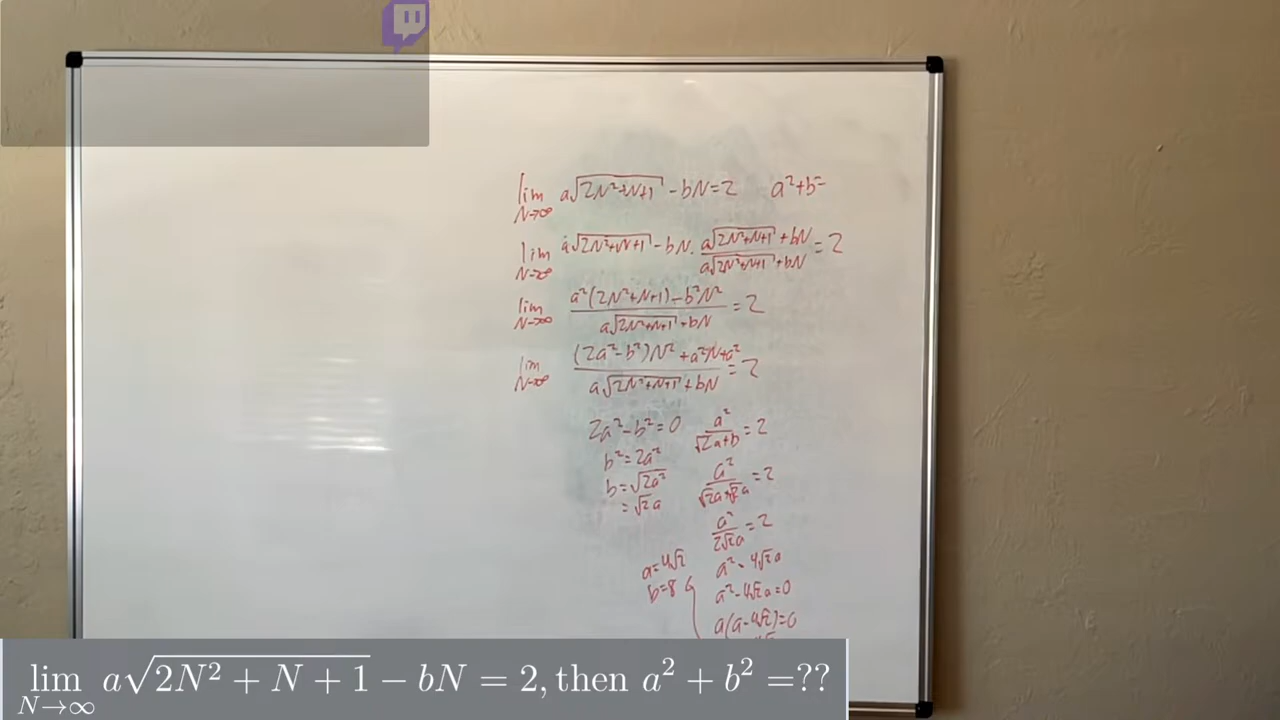 lim N→∞ a√(2N²+N+1) - bN = 2 a²+b²=
lim N→∞ a√(2N²+N+1) - bN · (a√(2N²+N+1) + bN)/(a√(2N²+N+1) + bN) = 2
lim N→∞ (a²(2N²+N+1) - b²N²)/(a√(2N²+N+1) + bN) = 2
lim N→∞ ((2a²-b²)N² + a²N + a²)/(a√(2N²+N+1) + bN) = 2
2a²-b²=0 a²/(√2a+b) = 2
b²=2a²
b=√(2a²) a²/(√2a+√2a) = 2
=√2a
a²/(2√2a) = 2
a=4√2 a²=4√2a
b=8 a²-4√2a=0
a(a-4√2)=0
lim N→∞ a√(2N²+N+1) - bN = 2, then a² + b² =??